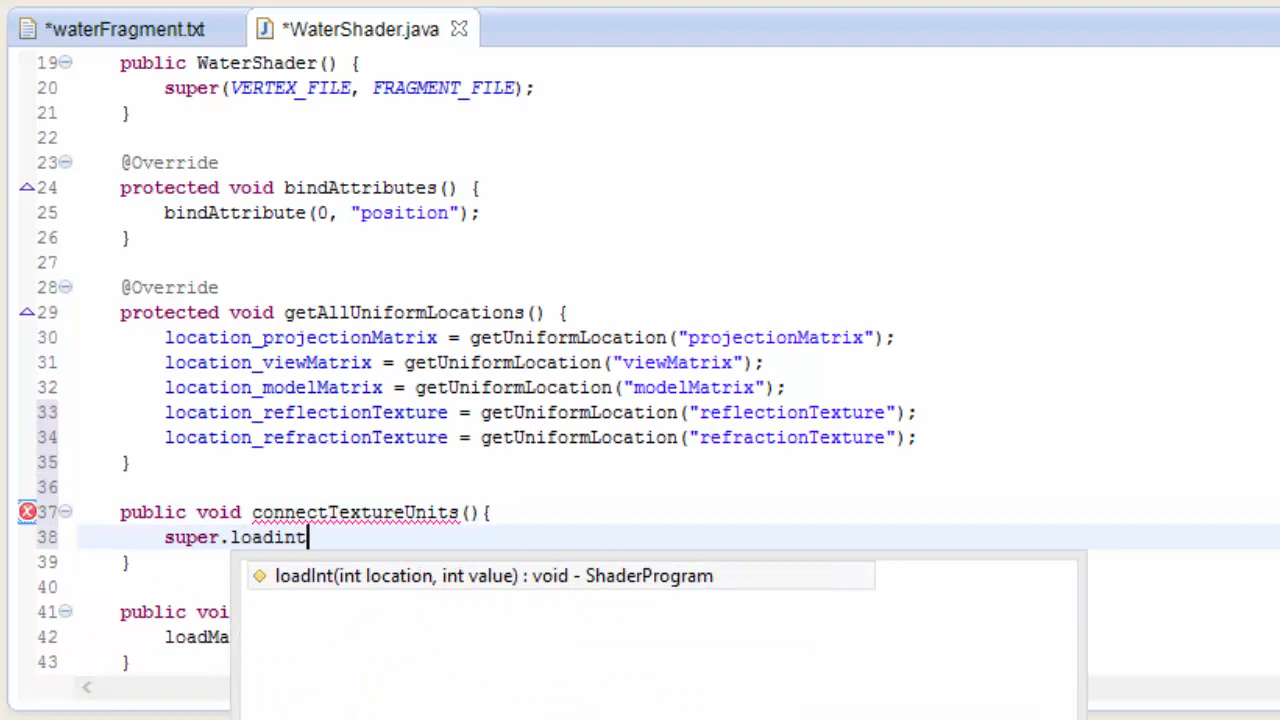 *waterFragment.txt
*WaterShader.java
19 public WaterShader() {
20 super(VERTEX_FILE, FRAGMENT_FILE);
21 }
22
23 @Override
24 protected void bindAttributes() {
25 bindAttribute(0, "position");
26 }
27
28 @Override
29 protected void getAllUniformLocations() {
30 location_projectionMatrix = getUniformLocation("projectionMatrix");
31 location_viewMatrix = getUniformLocation("viewMatrix");
32 location_modelMatrix = getUniformLocation("modelMatrix");
33 location_reflectionTexture = getUniformLocation("reflectionTexture");
34 location_refractionTexture = getUniformLocation("refractionTexture");
35 }
36
37 public void connectTextureUnits(){
38 super.loadint
39 }
loadInt(int location, int value) : void - ShaderProgram
40
41 public voi
42 loadMa
43 }